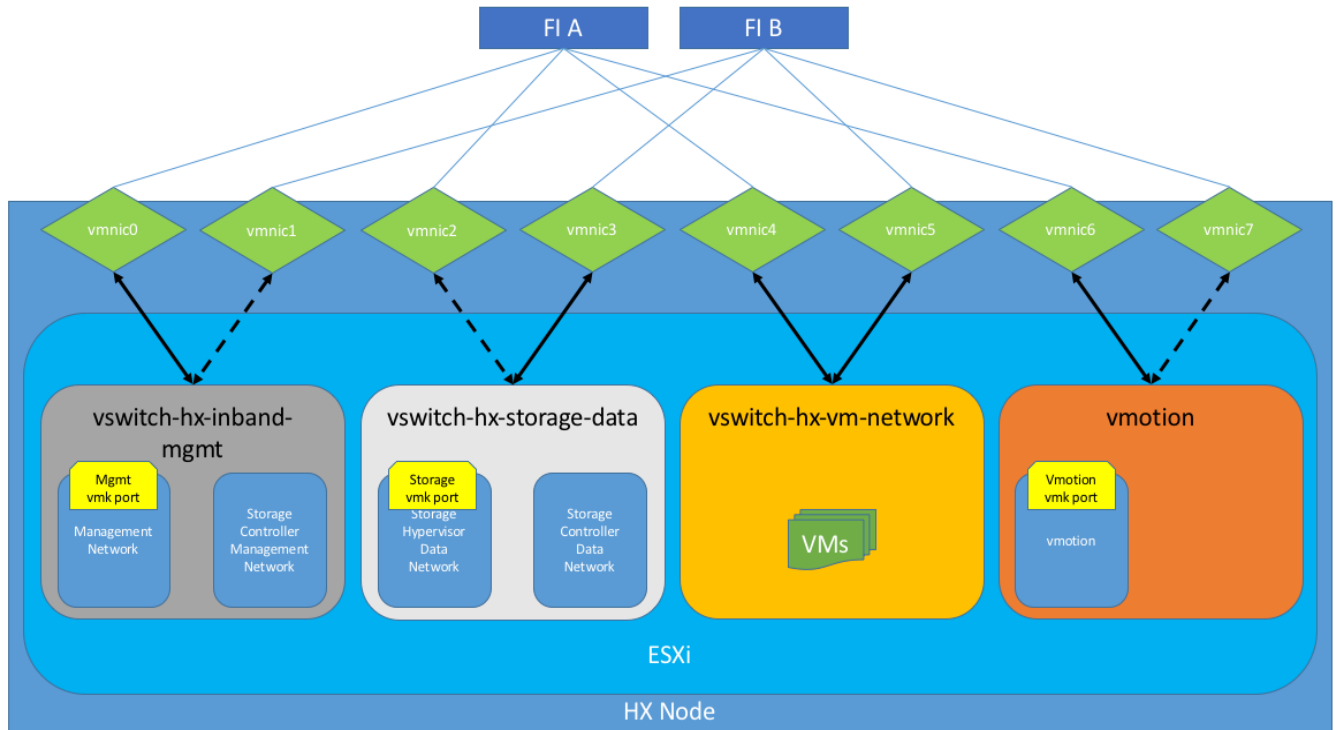 FI A
FI B
vmnic0
vmnic1
vmnic2
vmnic3
vmnic4
vmnic5
vmnic6
vmnic7
vswitch-hx-inband-
mgmt
Mgmt
vmk port
Management
Network
Storage
Controller
Management
Network
vswitch-hx-storage-data
Storage
vmk port
Storage
Hypervisor
Data
Network
Storage
Controller
Data
Network
vswitch-hx-vm-network
VMs
vmotion
Vmotion
vmk port
vmotion
ESXi
HX Node